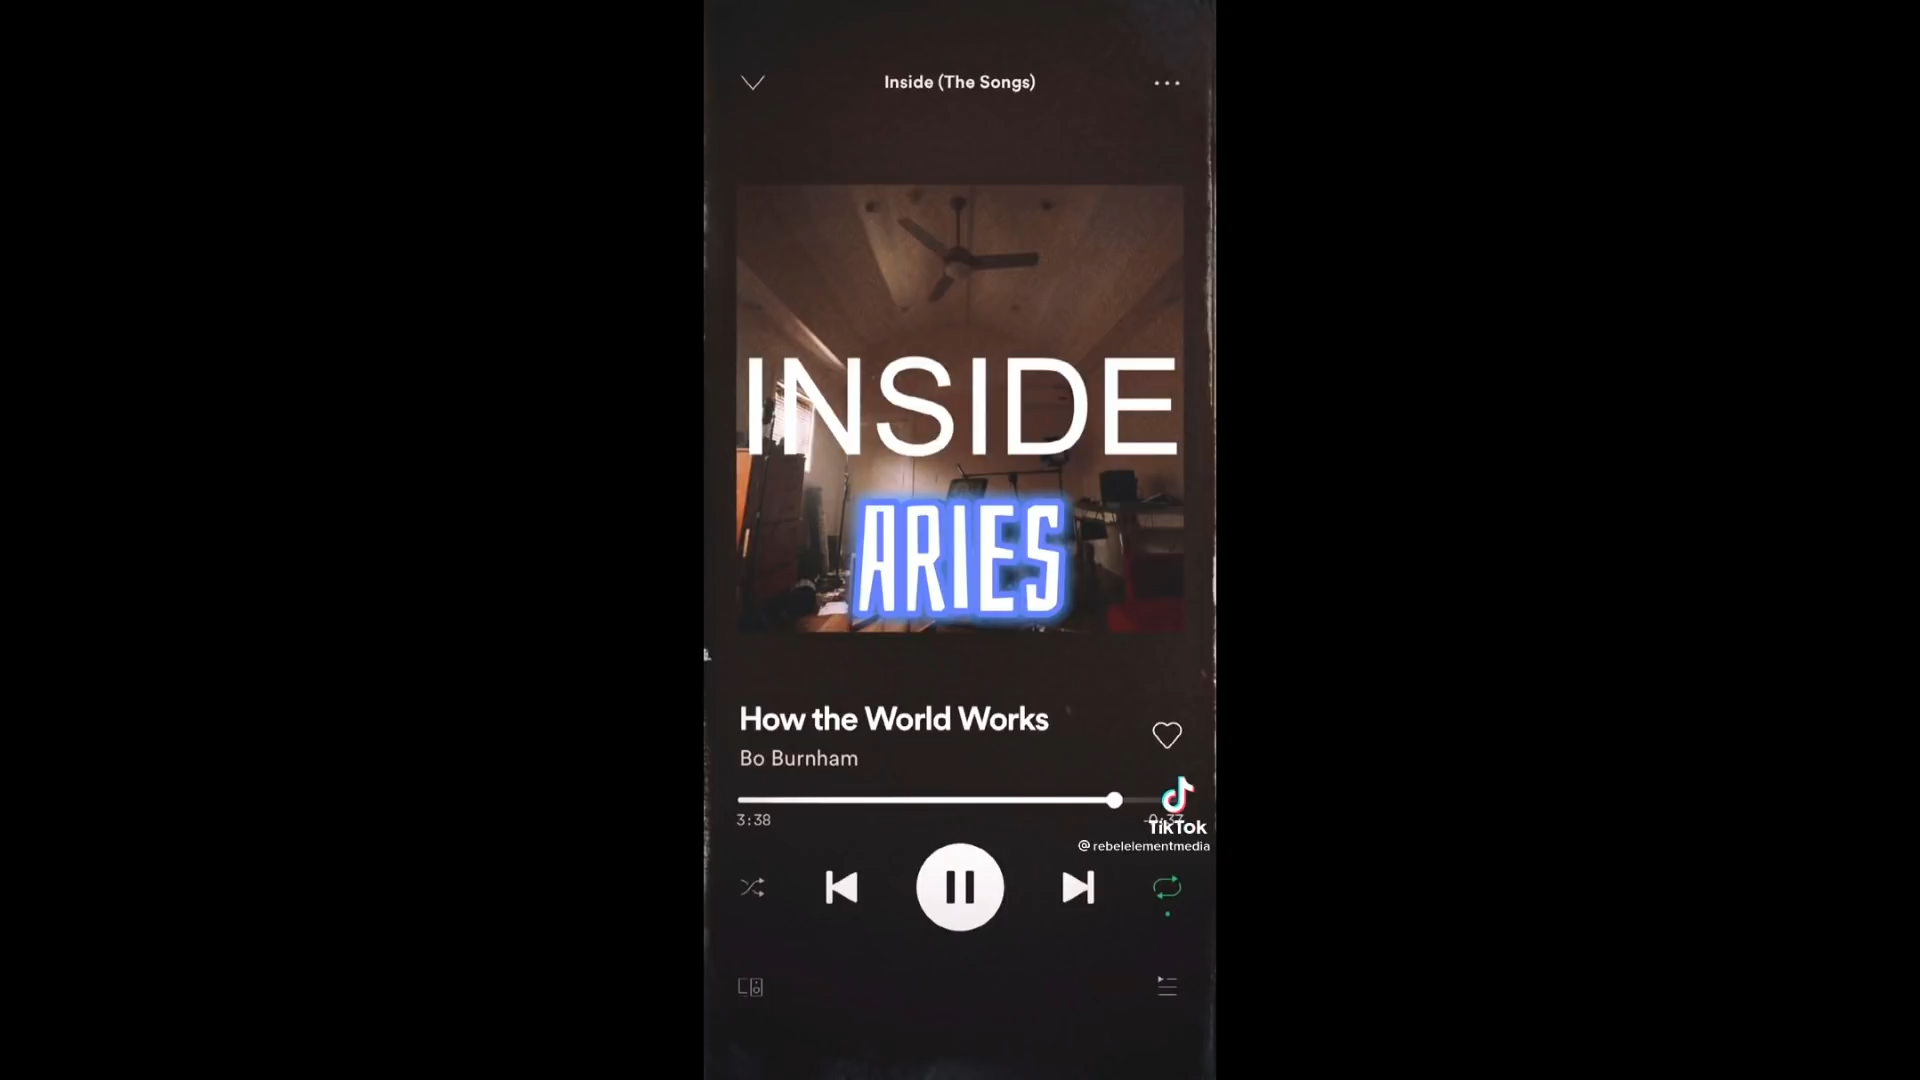 Inside (The Songs)
INSIDE
ARIES
How the World Works
Bo Burnham
3:38
TikTok
@rebelelementmedia